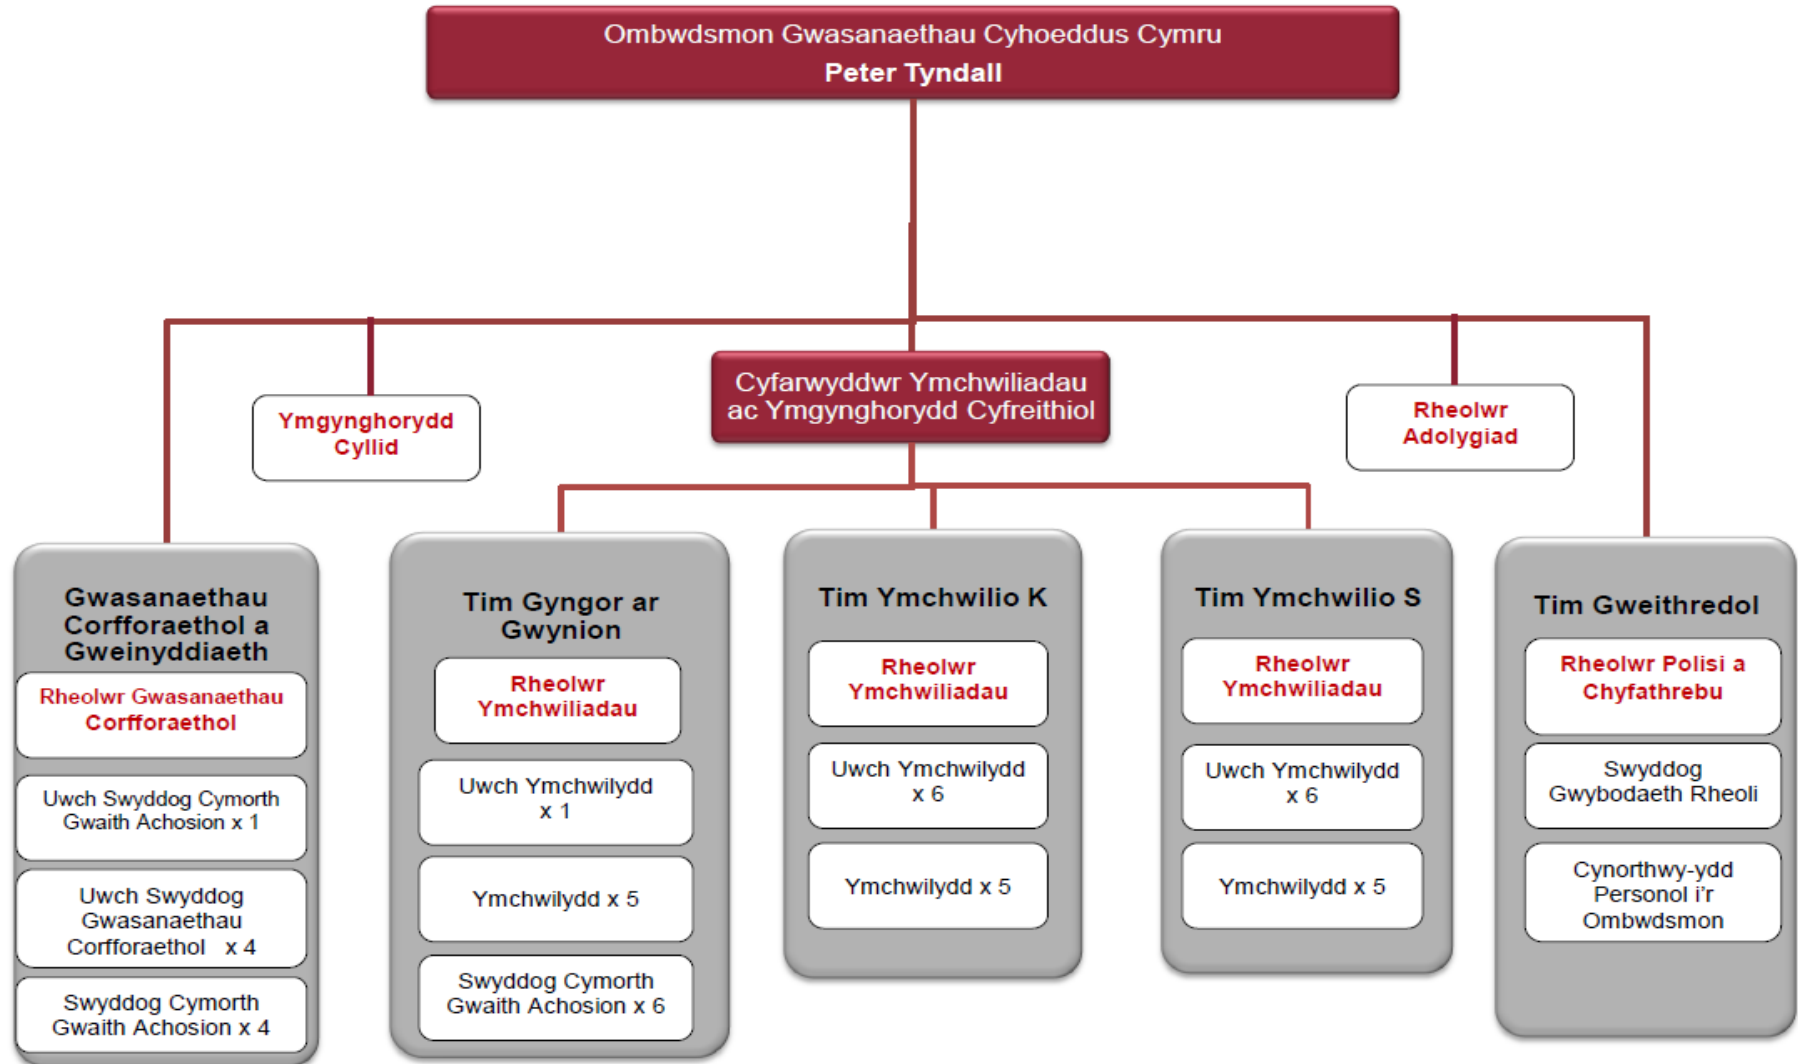 Ombwdsmon Gwasanaethau Cyhoeddus Cymru
Peter Tyndall
Cyfarwyddwr Ymchwiliadau
ac Ymgynghorydd Cyfreithiol
Ymgynghorydd
Cyllid
Rheolwr
Adolygiad
Gwasanaethau
Corfforaethol a
Gweinyddiaeth
Rheolwr Gwasanaethau
Corfforaethol
Uwch Swyddog Cymorth
Gwaith Achosion x 1
Uwch Swyddog
Gwasanaethau
Corfforaethol x 4
Swyddog Cymorth
Gwaith Achosion x 4
Tim Gyngor ar
Gwynion
Rheolwr
Ymchwiliadau
Uwch Ymchwilydd
x 1
Ymchwilydd x 5
Swyddog Cymorth
Gwaith Achosion x 6
Tim Ymchwilio K
Rheolwr
Ymchwiliadau
Uwch Ymchwilydd
x 6
Ymchwilydd x 5
Tim Ymchwilio S
Rheolwr
Ymchwiliadau
Uwch Ymchwilydd
x 6
Ymchwilydd x 5
Tim Gweithredol
Rheolwr Polisi a
Chyfathrebu
Swyddog
Gwybodaeth Rheoli
Cynorthwy-ydd
Personol i'r
Ombwdsmon